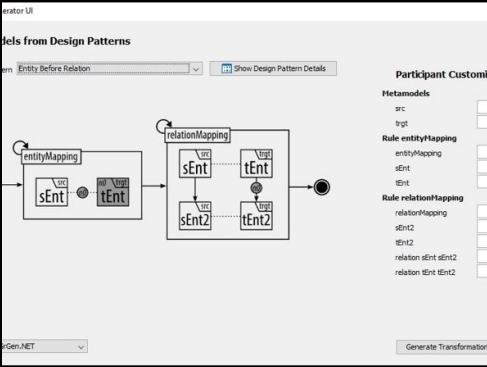 erator UI
dels from Design Patterns
ern Entity Before Relation
Show Design Pattern Details
Participant Customi
Metamodels
src
trgt
Rule entityMapping
entityMapping
sEnt
tEnt
Rule relationMapping
relationMapping
sEnt2
tEnt2
relation sEnt sEnt2
relation tEnt tEnt2
entityMapping
src
sEnt
n0
n0 \trgt
tEnt
relationMapping
src
sEnt
trgt
tEnt
n0
src
sEnt2
trgt
tEnt2
GrGen.NET
Generate Transformation